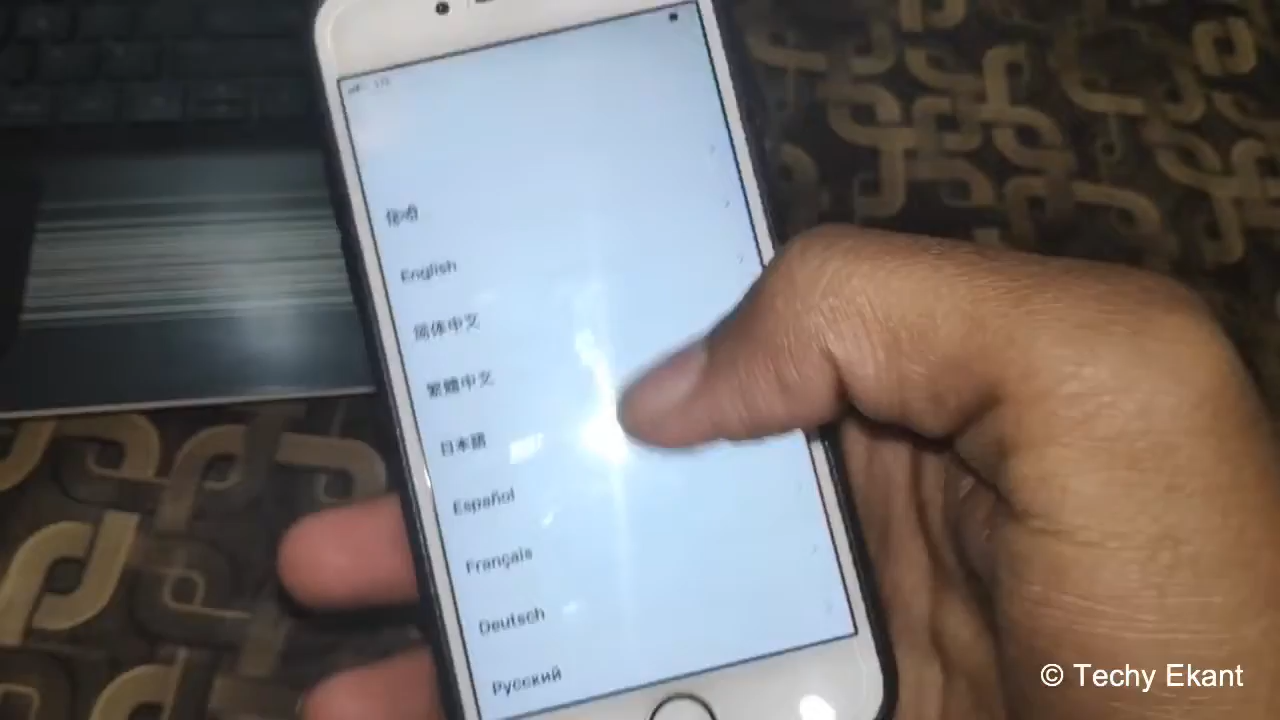 हिन्दी
English
简体中文
繁體中文
日本語
Español
Français
Deutsch
Русский
© Techy Ekant